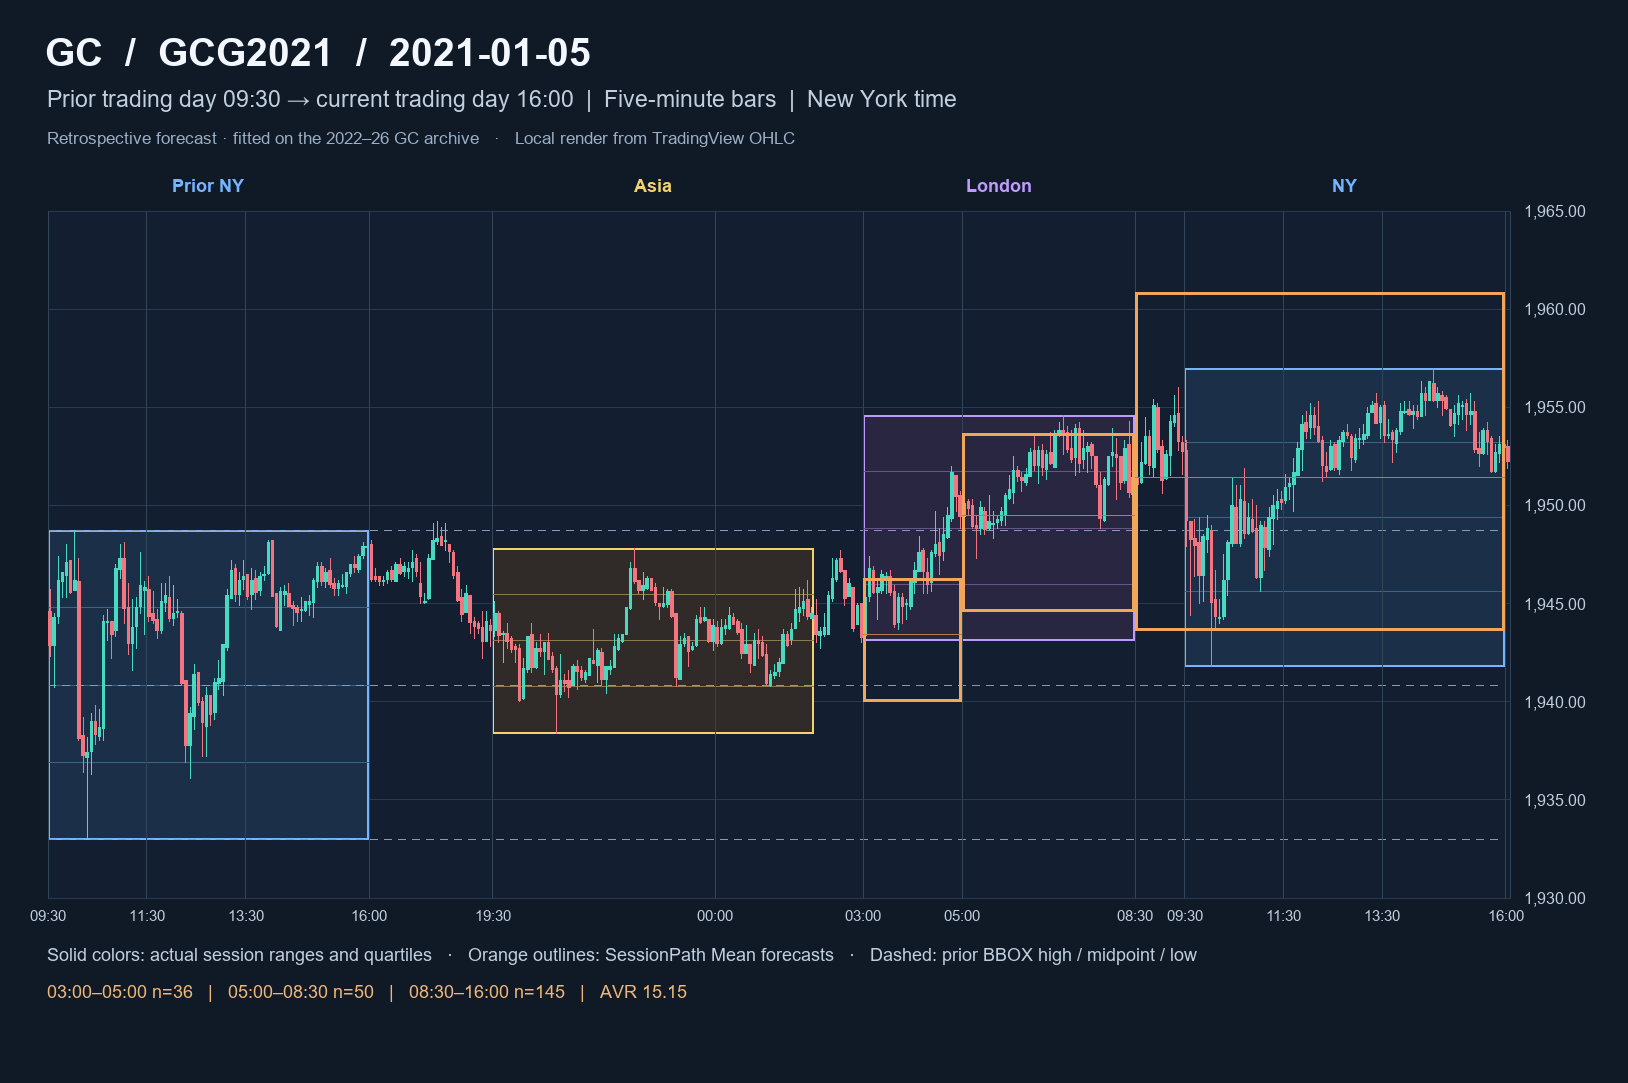 GC / GCG2021 / 2021-01-05
Prior trading day 09:30 → current trading day 16:00 | Five-minute bars | New York time
Retrospective forecast · fitted on the 2022–26 GC archive · Local render from TradingView OHLC
Prior NY Asia London NY
1,965.00
1,960.00
1,955.00
1,950.00
1,945.00
1,940.00
1,935.00
1,930.00
09:30 11:30 13:30 16:00 19:30 00:00 03:00 05:00 08:30 09:30 11:30 13:30 16:00
Solid colors: actual session ranges and quartiles · Orange outlines: SessionPath Mean forecasts · Dashed: prior BBOX high / midpoint / low
03:00–05:00 n=36 | 05:00–08:30 n=50 | 08:30–16:00 n=145 | AVR 15.15